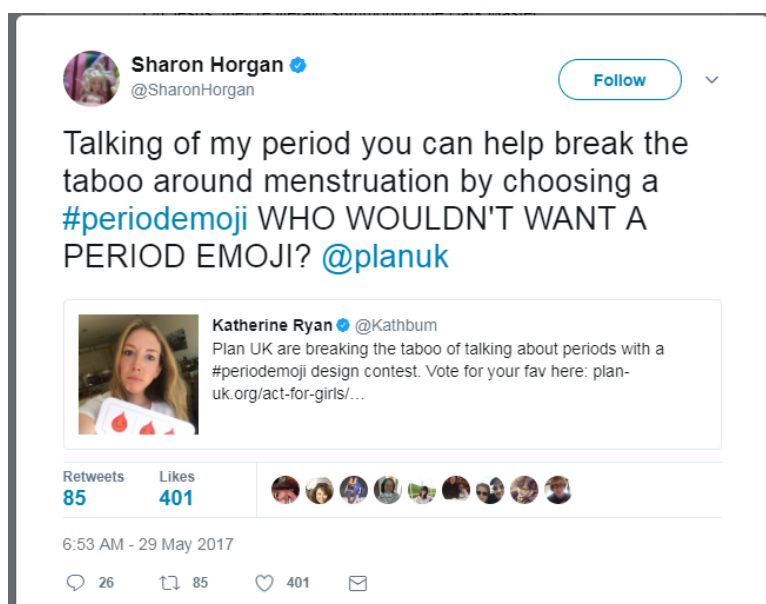 Sharon Horgan
@SharonHorgan
Follow
Talking of my period you can help break the
taboo around menstruation by choosing a
#periodemoji WHO WOULDN'T WANT A
PERIOD EMOJI? @planuk
Katherine Ryan @Kathbum
Plan UK are breaking the taboo of talking about periods with a
#periodemoji design contest. Vote for your fav here: plan-
uk.org/act-for-girls/…
Retweets
85
Likes
401
6:53 AM - 29 May 2017
26
85
401